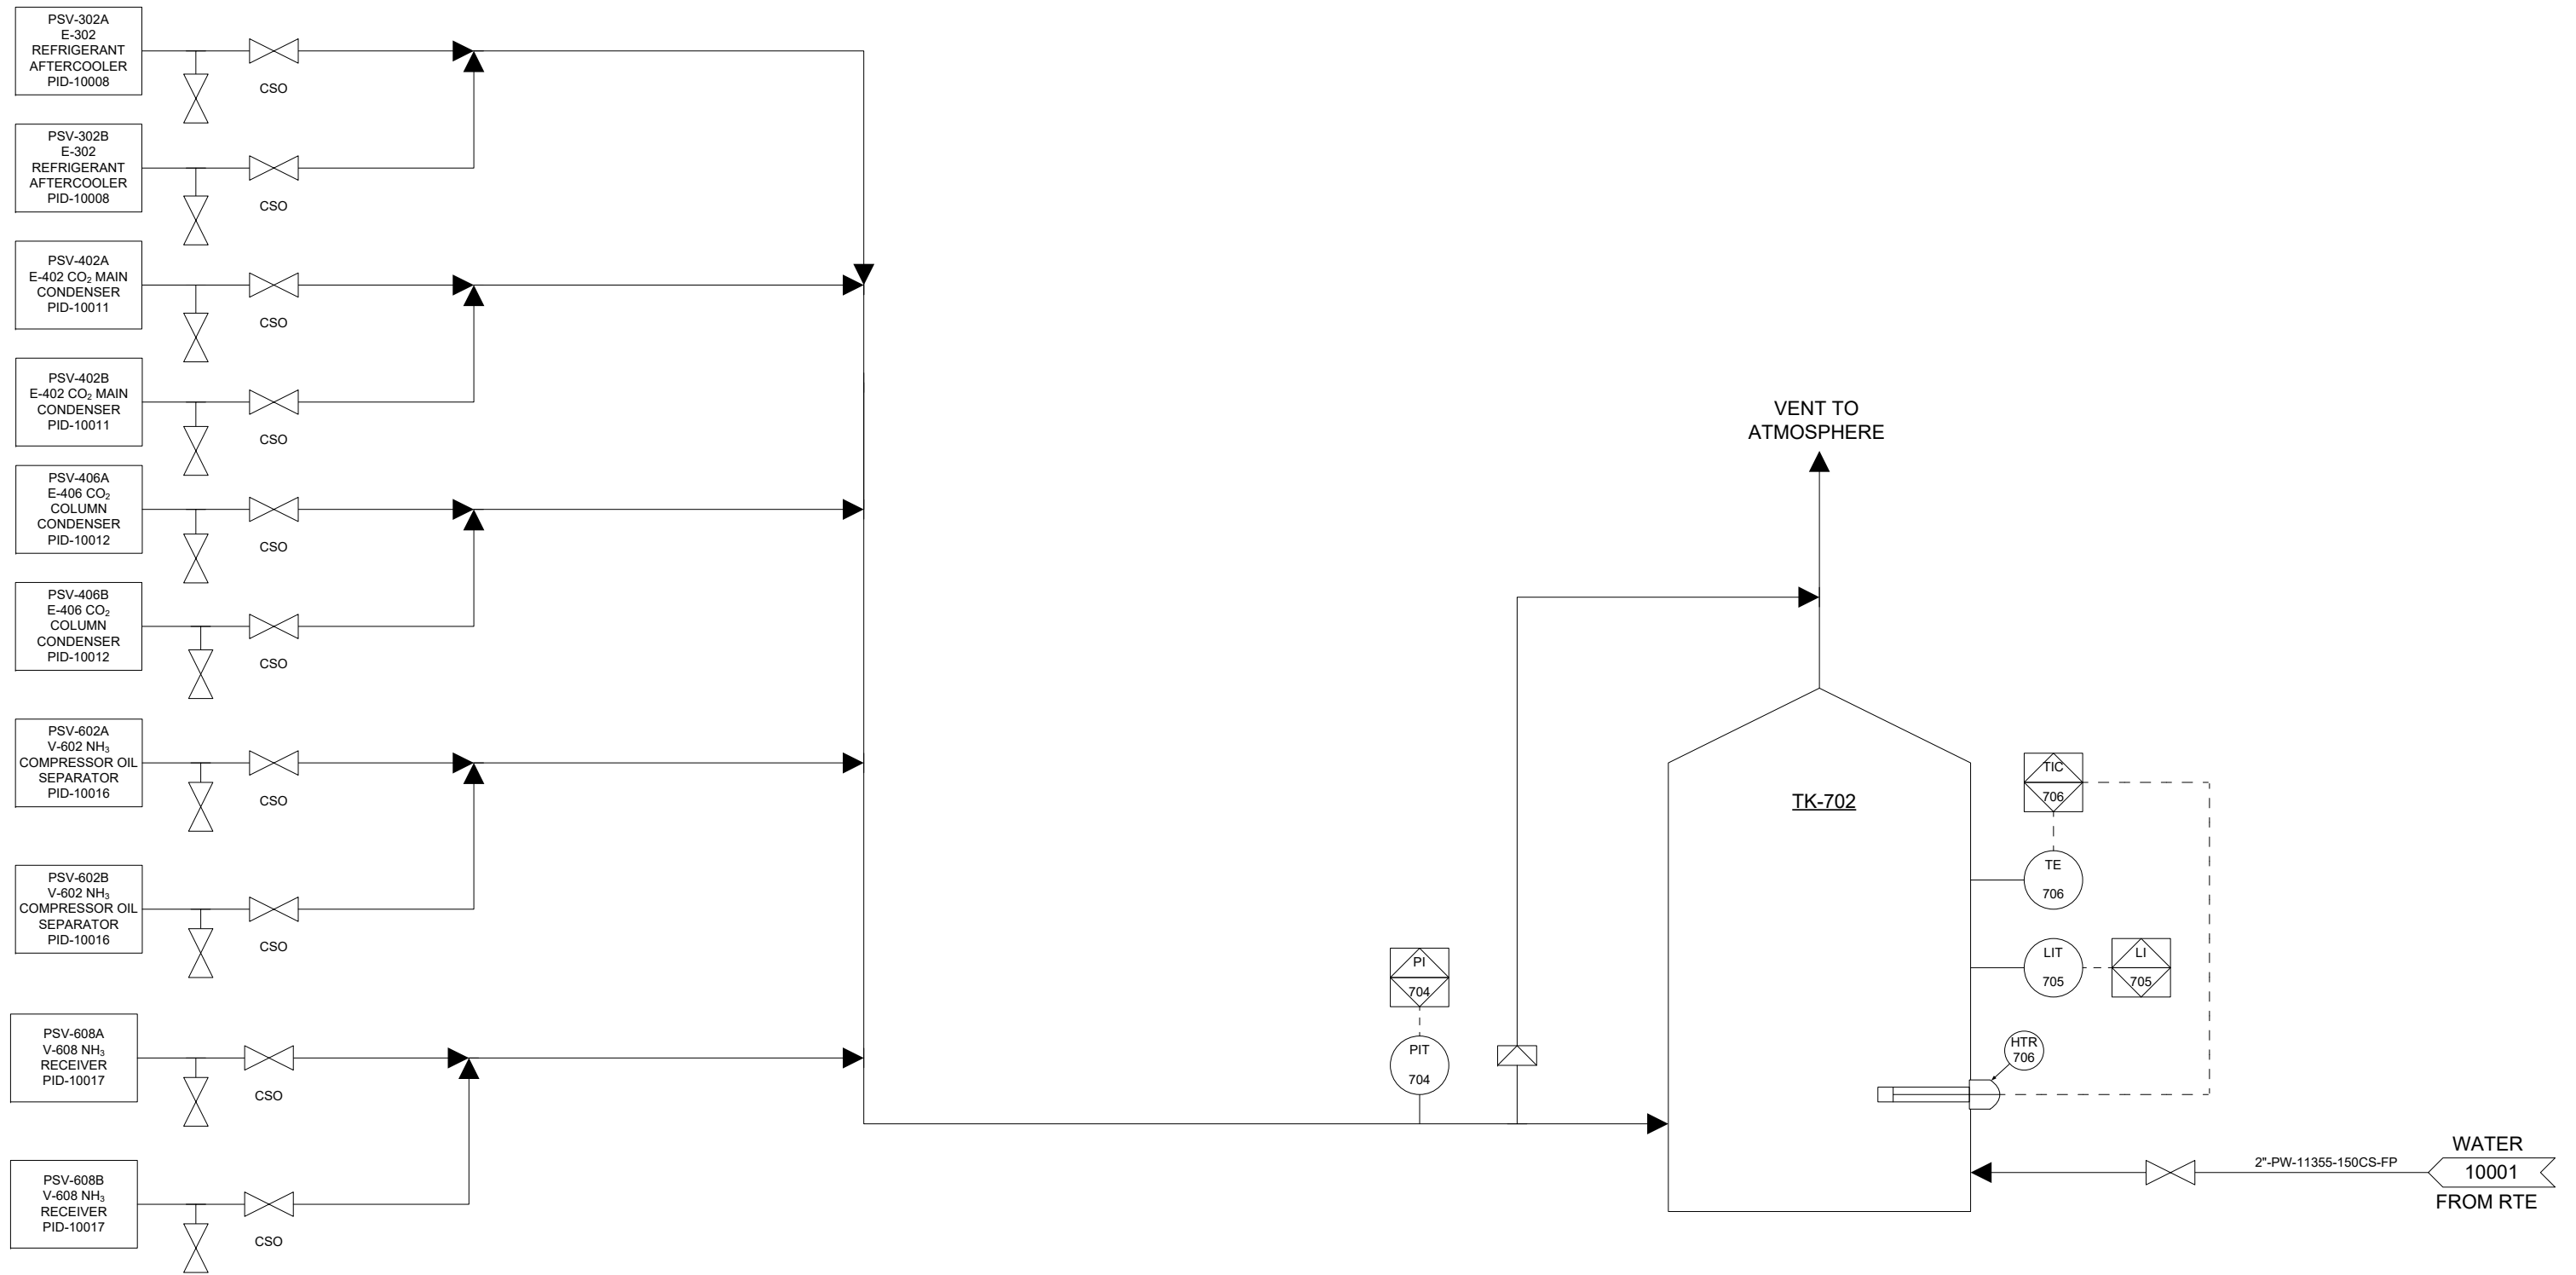 PSV-302A
E-302
REFRIGERANT
AFTERCOOLER
PID-10008
CSO
PSV-302B
E-302
REFRIGERANT
AFTERCOOLER
PID-10008
CSO
PSV-402A
E-402 CO₂ MAIN
CONDENSER
PID-10011
CSO
PSV-402B
E-402 CO₂ MAIN
CONDENSER
PID-10011
CSO
PSV-406A
E-406 CO₂
COLUMN
CONDENSER
PID-10012
CSO
PSV-406B
E-406 CO₂
COLUMN
CONDENSER
PID-10012
CSO
PSV-602A
V-602 NH₃
COMPRESSOR OIL
SEPARATOR
PID-10016
CSO
PSV-602B
V-602 NH₃
COMPRESSOR OIL
SEPARATOR
PID-10016
CSO
PSV-608A
V-608 NH₃
RECEIVER
PID-10017
CSO
PSV-608B
V-608 NH₃
RECEIVER
PID-10017
CSO
VENT TO
ATMOSPHERE
TK-702
PI
704
PIT
704
TIC
706
TE
706
LIT
705
LI
705
HTR
706
2"-PW-11355-150CS-FP
WATER
10001
FROM RTE